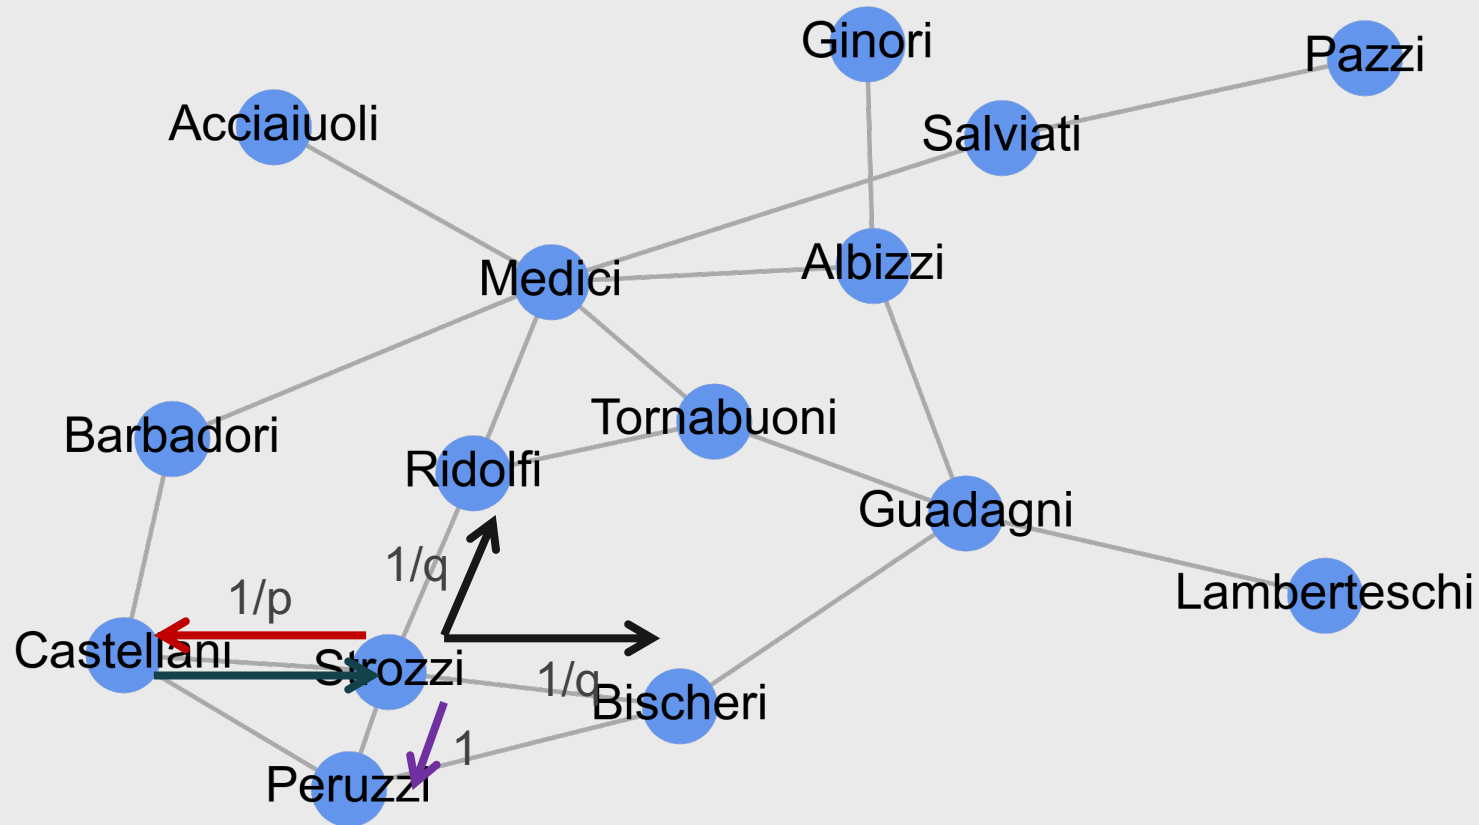 Ginori
Pazzi
Acciaiuoli
Salviati
Medici
Albizzi
Barbadori
Tornabuoni
Ridolfi
Guadagni
1/q
1/p
Lamberteschi
Castellani
Strozzi
1/q
Bischeri
1
Peruzzi